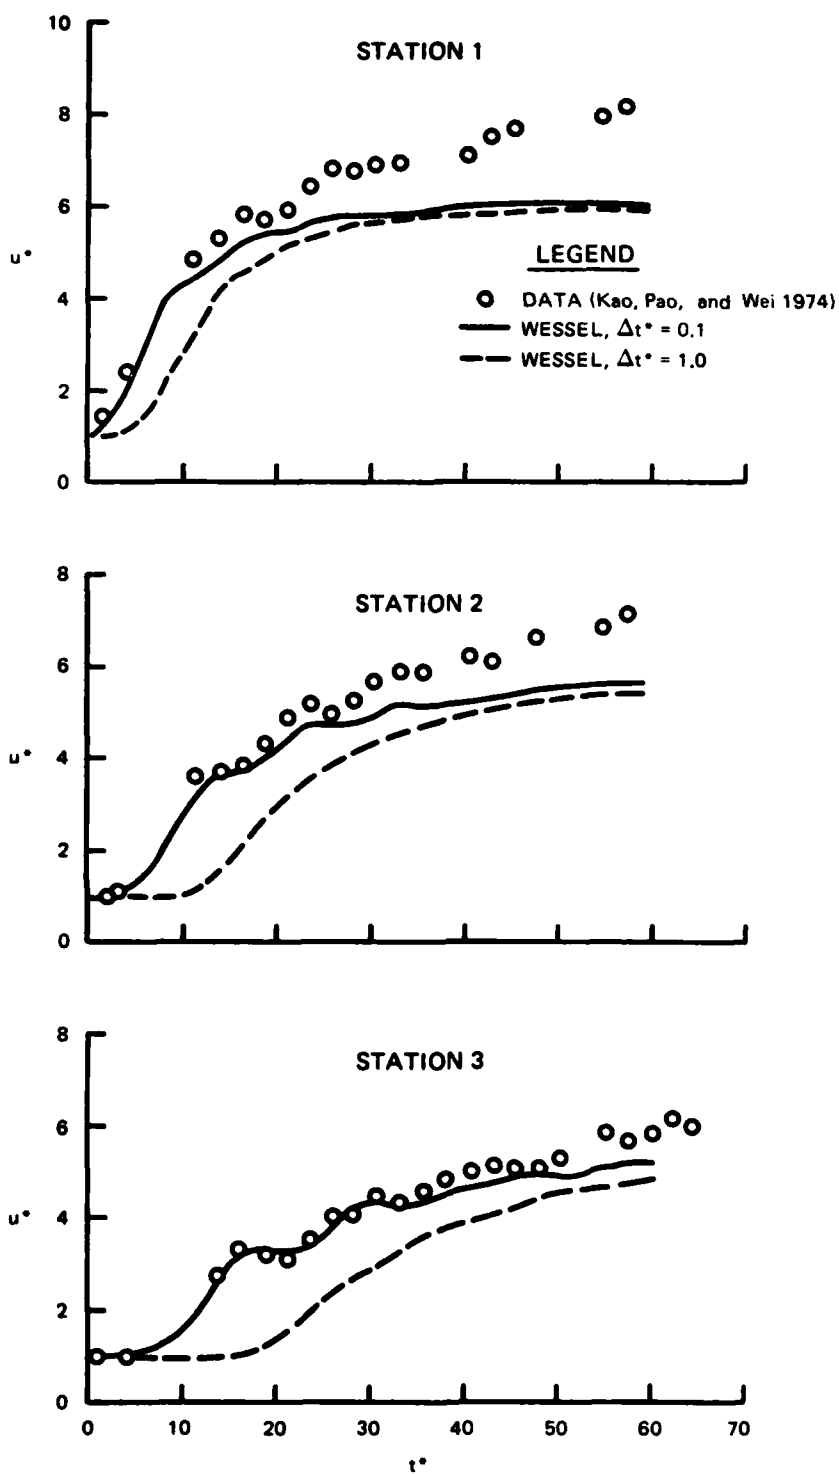 STATION 1
10
8
6
4
2
0
u*
LEGEND
DATA (Kao, Pao, and Wei 1974)
WESSEL, Δt* = 0.1
WESSEL, Δt* = 1.0
STATION 2
8
6
4
2
0
u*
STATION 3
8
6
4
2
0
u*
0 10 20 30 40 50 60 70
t*